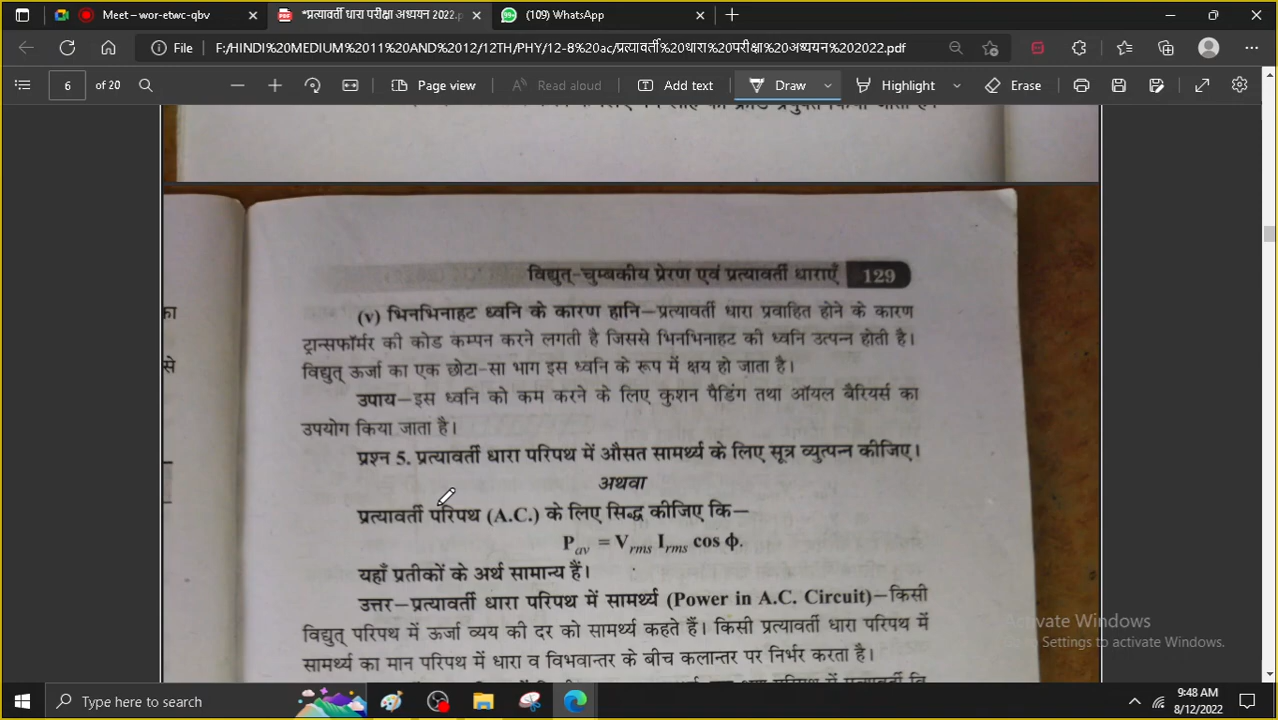 Meet – wor-etwc-qbv
*प्रत्यावर्ती धारा परीक्षा अध्ययन 2022.p
(109) WhatsApp
File
F:/HINDI%20MEDIUM%2011%20AND%2012/12TH/PHY/12-8%20ac/प्रत्यावर्ती%20धारा%20परीक्षा%20अध्ययन%202022.pdf
6 of 20
Page view
Read aloud
Add text
Draw
Highlight
Erase
विद्युत्-चुम्बकीय प्रेरण एवं प्रत्यावर्ती धाराएँ 129
(v) भिनभिनाहट ध्वनि के कारण हानि–प्रत्यावर्ती धारा प्रवाहित होने के कारण
ट्रान्सफॉर्मर की कोड कम्पन करने लगती है जिससे भिनभिनाहट की ध्वनि उत्पन्न होती है।
विद्युत् ऊर्जा का एक छोटा-सा भाग इस ध्वनि के रूप में क्षय हो जाता है।
उपाय–इस ध्वनि को कम करने के लिए कुशन पैडिंग तथा ऑयल बैरियर्स का
उपयोग किया जाता है।
प्रश्न 5. प्रत्यावर्ती धारा परिपथ में औसत सामर्थ्य के लिए सूत्र व्युत्पन्न कीजिए।
अथवा
प्रत्यावर्ती परिपथ (A.C.) के लिए सिद्ध कीजिए कि–
Pav = Vrms Irms cos ϕ.
यहाँ प्रतीकों के अर्थ सामान्य हैं।
उत्तर–प्रत्यावर्ती धारा परिपथ में सामर्थ्य (Power in A.C. Circuit)–किसी
विद्युत् परिपथ में ऊर्जा व्यय की दर को सामर्थ्य कहते हैं। किसी प्रत्यावर्ती धारा परिपथ में
सामर्थ्य का मान परिपथ में धारा व विभवान्तर के बीच कलान्तर पर निर्भर करता है।
का
से
Activate Windows
Go to Settings to activate Windows.
Type here to search
9:48 AM
8/12/2022